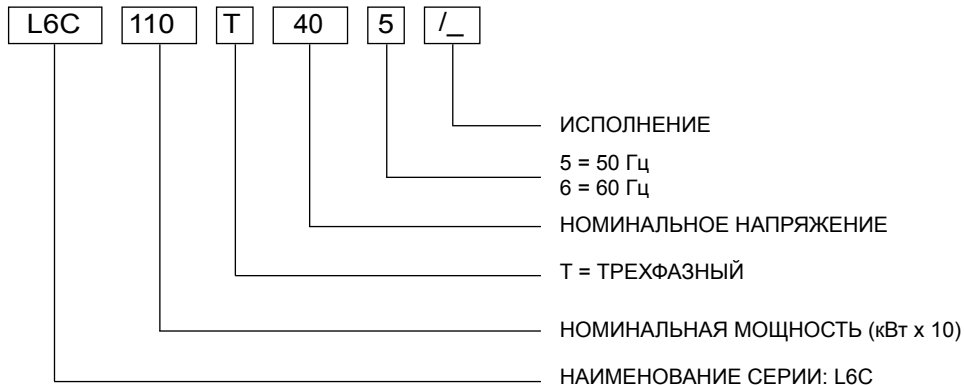 L6C 110 T 40 5 /_
ИСПОЛНЕНИЕ
5 = 50 Гц
6 = 60 Гц
НОМИНАЛЬНОЕ НАПРЯЖЕНИЕ
T = ТРЕХФАЗНЫЙ
НОМИНАЛЬНАЯ МОЩНОСТЬ (кВт x 10)
НАИМЕНОВАНИЕ СЕРИИ: L6C